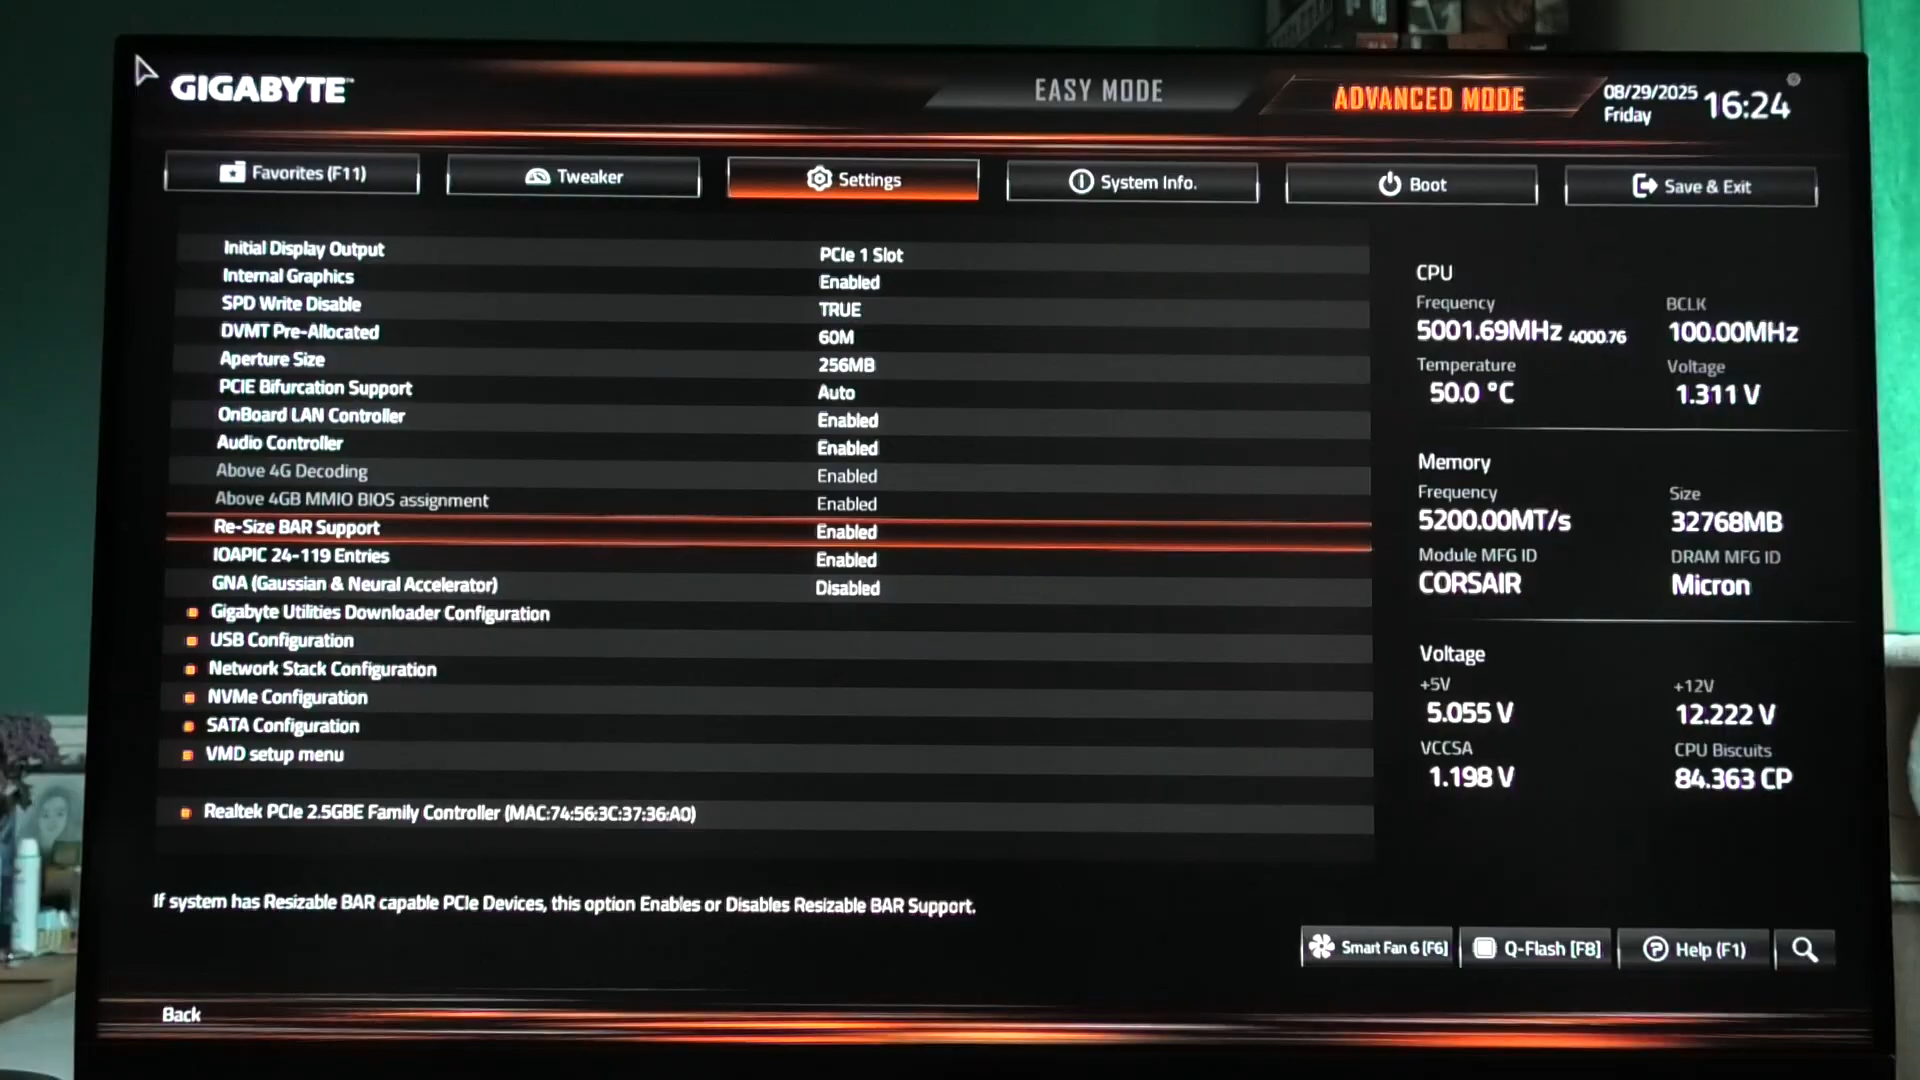 GIGABYTE™
EASY MODE
ADVANCED MODE
08/29/2025
Friday
16:24
Favorites (F11)
Tweaker
Settings
System Info.
Boot
Save & Exit
Initial Display Output PCIe 1 Slot
Internal Graphics Enabled
SPD Write Disable TRUE
DVMT Pre-Allocated 60M
Aperture Size 256MB
PCIE Bifurcation Support Auto
OnBoard LAN Controller Enabled
Audio Controller Enabled
Above 4G Decoding Enabled
Above 4GB MMIO BIOS assignment Enabled
Re-Size BAR Support Enabled
IOAPIC 24-119 Entries Enabled
GNA (Gaussian & Neural Accelerator) Disabled
Gigabyte Utilities Downloader Configuration
USB Configuration
Network Stack Configuration
NVMe Configuration
SATA Configuration
VMD setup menu
Realtek PCIe 2.5GBE Family Controller (MAC:74:56:3C:37:36:A0)
CPU
Frequency BCLK
5001.69MHz 4000.76 100.00MHz
Temperature Voltage
50.0 °C 1.311 V
Memory
Frequency Size
5200.00MT/s 32768MB
Module MFG ID DRAM MFG ID
CORSAIR Micron
Voltage
+5V +12V
5.055 V 12.222 V
VCCSA CPU Biscuits
1.198 V 84.363 CP
If system has Resizable BAR capable PCIe Devices, this option Enables or Disables Resizable BAR Support.
Smart Fan 6 [F6]
Q-Flash [F8]
Help (F1)
Back